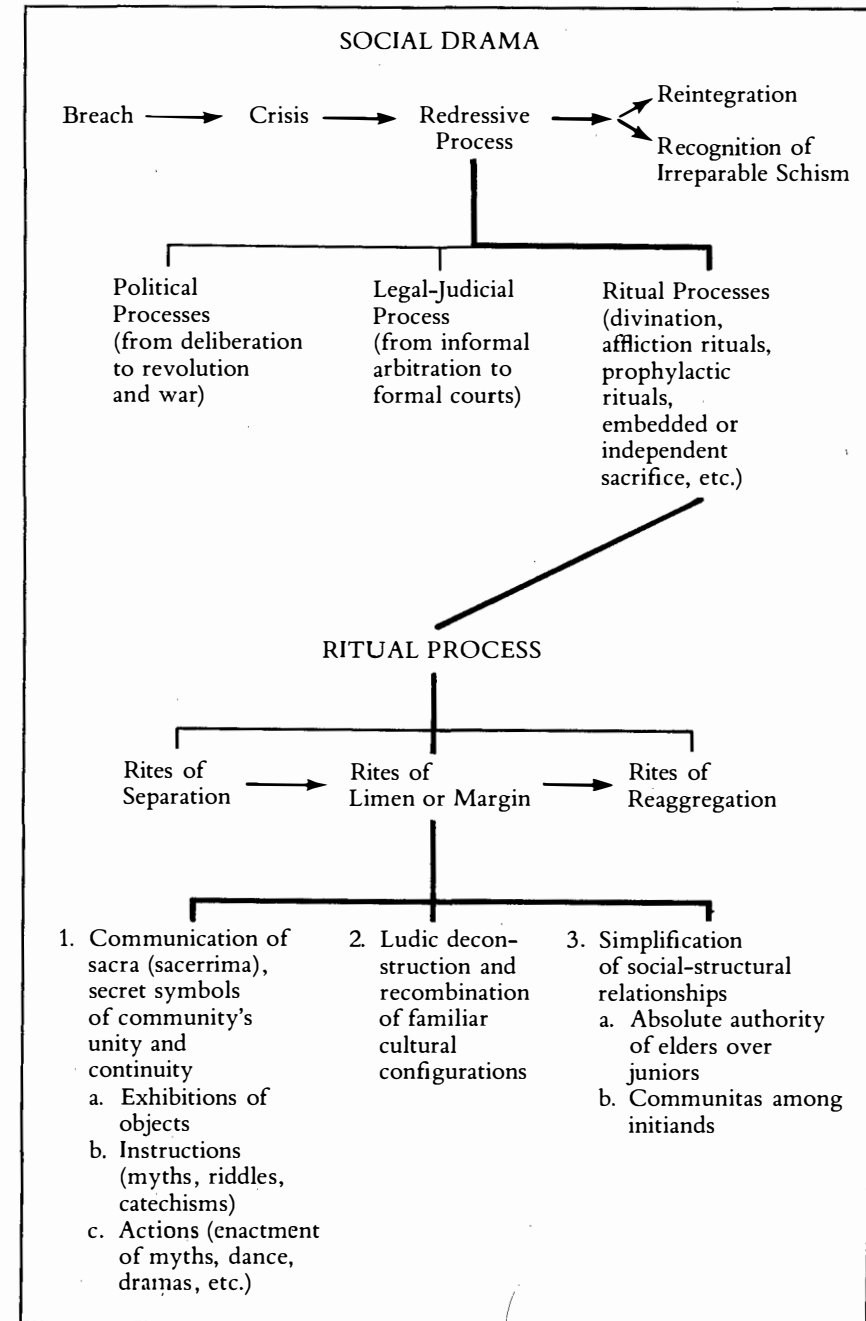 SOCIAL DRAMA
Breach
Crisis
Redressive
Process
Reintegration
Recognition of
Irreparable Schism
Political
Processes
(from deliberation
to revolution
and war)
Legal-Judicial
Process
(from informal
arbitration to
formal courts)
Ritual Processes
(divination,
affliction rituals,
prophylactic
rituals,
embedded or
independent
sacrifice, etc.)
RITUAL PROCESS
Rites of
Separation
Rites of
Limen or Margin
Rites of
Reaggregation
1. Communication of
sacra (sacerrima),
secret symbols
of community's
unity and
continuity
a. Exhibitions of
objects
b. Instructions
(myths, riddles,
catechisms)
c. Actions (enactment
of myths, dance,
dramas, etc.)
2. Ludic decon-
struction and
recombination
of familiar
cultural
configurations
3. Simplification
of social-structural
relationships
a. Absolute authority
of elders over
juniors
b. Communitas among
initiands